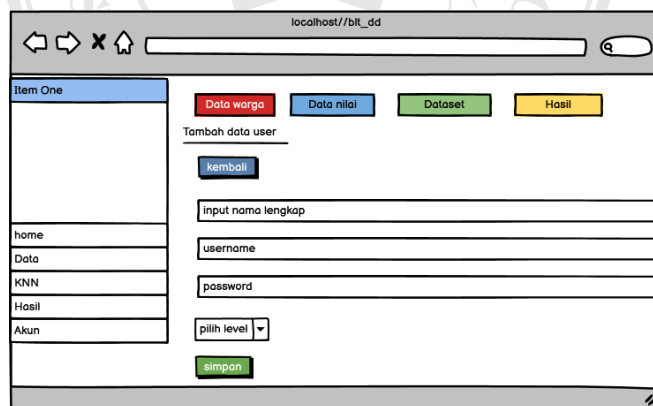 localhost//blt_dd
Item One
Data warga
Data nilai
Dataset
Hasil
Tambah data user
kembali
input nama lengkap
username
password
pilih level
simpan
home
Data
KNN
Hasil
Akun